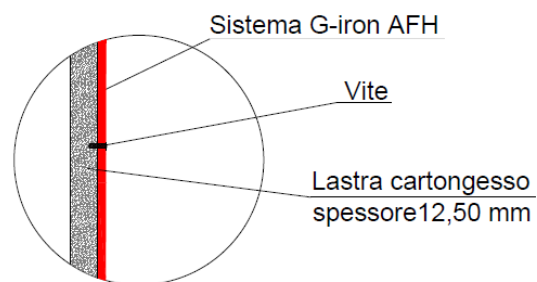 Sistema G-iron AFH
Vite
Lastra cartongesso
spessore12,50 mm